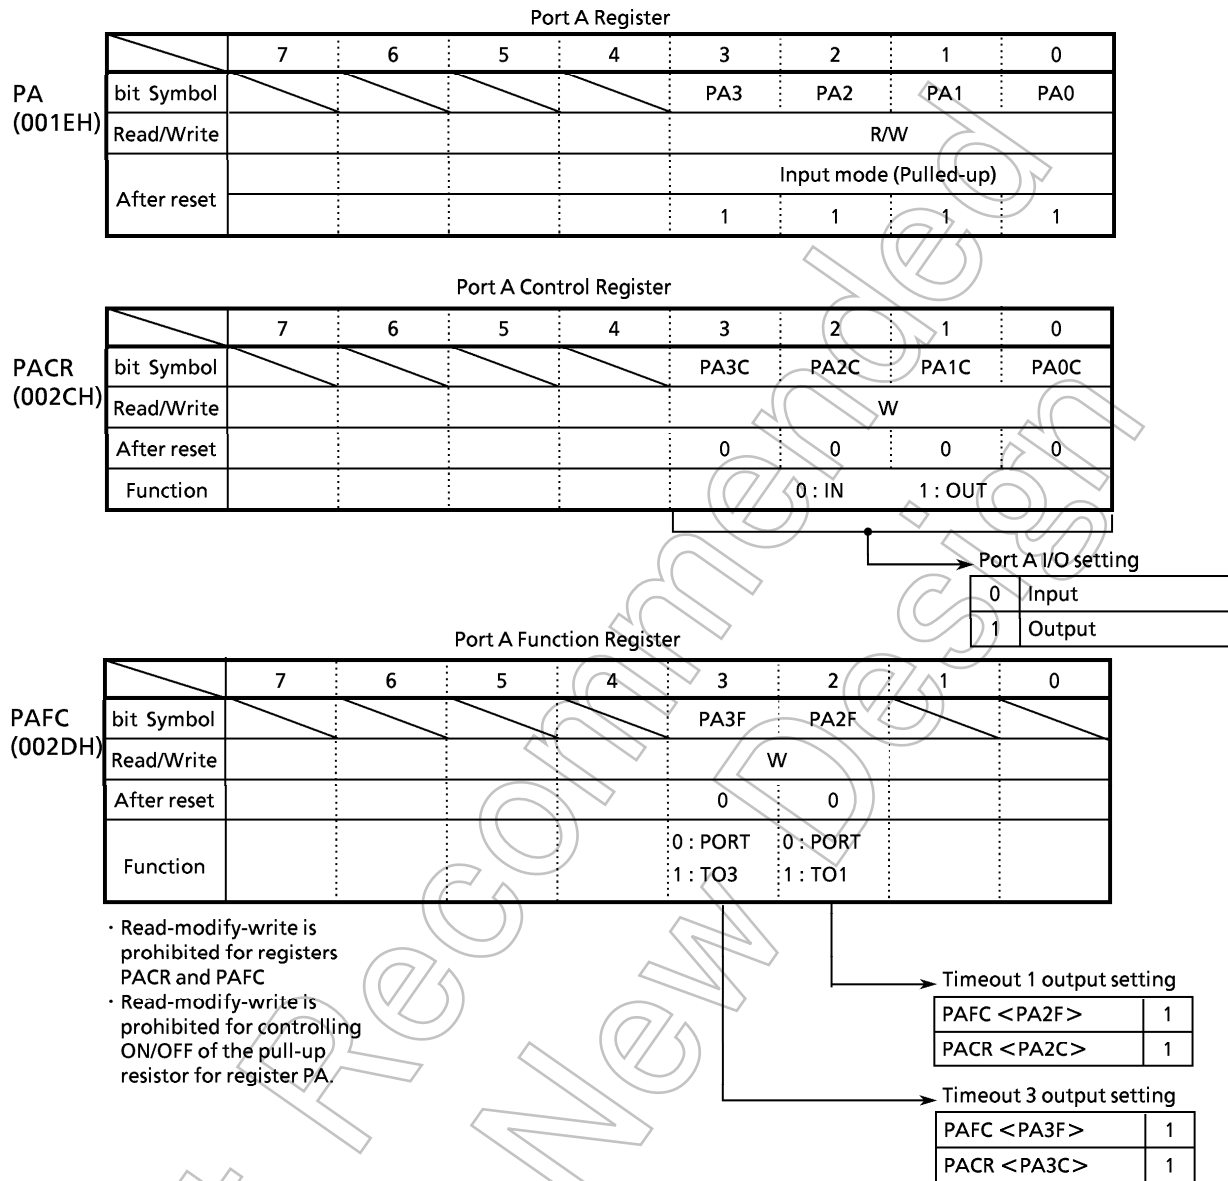 Port A Register
7 6 5 4 3 2 1 0
PA
(001EH)
bit Symbol PA3 PA2 PA1 PA0
Read/Write R/W
After reset
Input mode (Pulled-up)
1 1 1 1
Port A Control Register
7 6 5 4 3 2 1 0
PACR
(002CH)
bit Symbol PA3C PA2C PA1C PA0C
Read/Write W
After reset 0 0 0 0
Function 0 : IN 1 : OUT
Port A I/O setting
0 Input
1 Output
Port A Function Register
7 6 5 4 3 2 1 0
PAFC
(002DH)
bit Symbol PA3F PA2F
Read/Write W
After reset 0 0
Function
0 : PORT 0 : PORT
1 : TO3 1 : TO1
· Read-modify-write is
prohibited for registers
PACR and PAFC
· Read-modify-write is
prohibited for controlling
ON/OFF of the pull-up
resistor for register PA.
Timeout 1 output setting
PAFC <PA2F> 1
PACR <PA2C> 1
Timeout 3 output setting
PAFC <PA3F> 1
PACR <PA3C> 1
Recommended
New Design